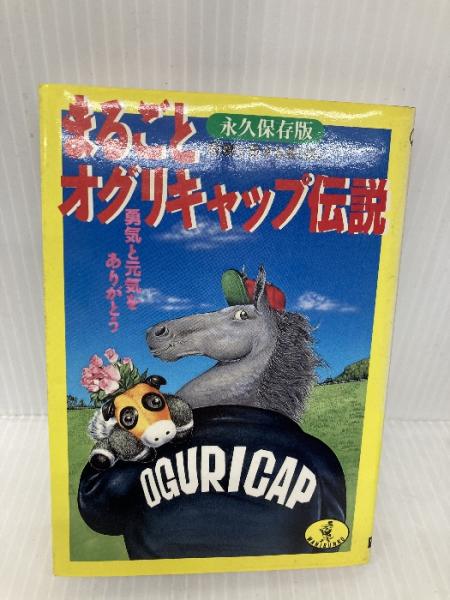 永久保存版
まるごと
オグリキャップ伝説
勇気と元気を
ありがとう
OGURICAP
WANIBUNKO